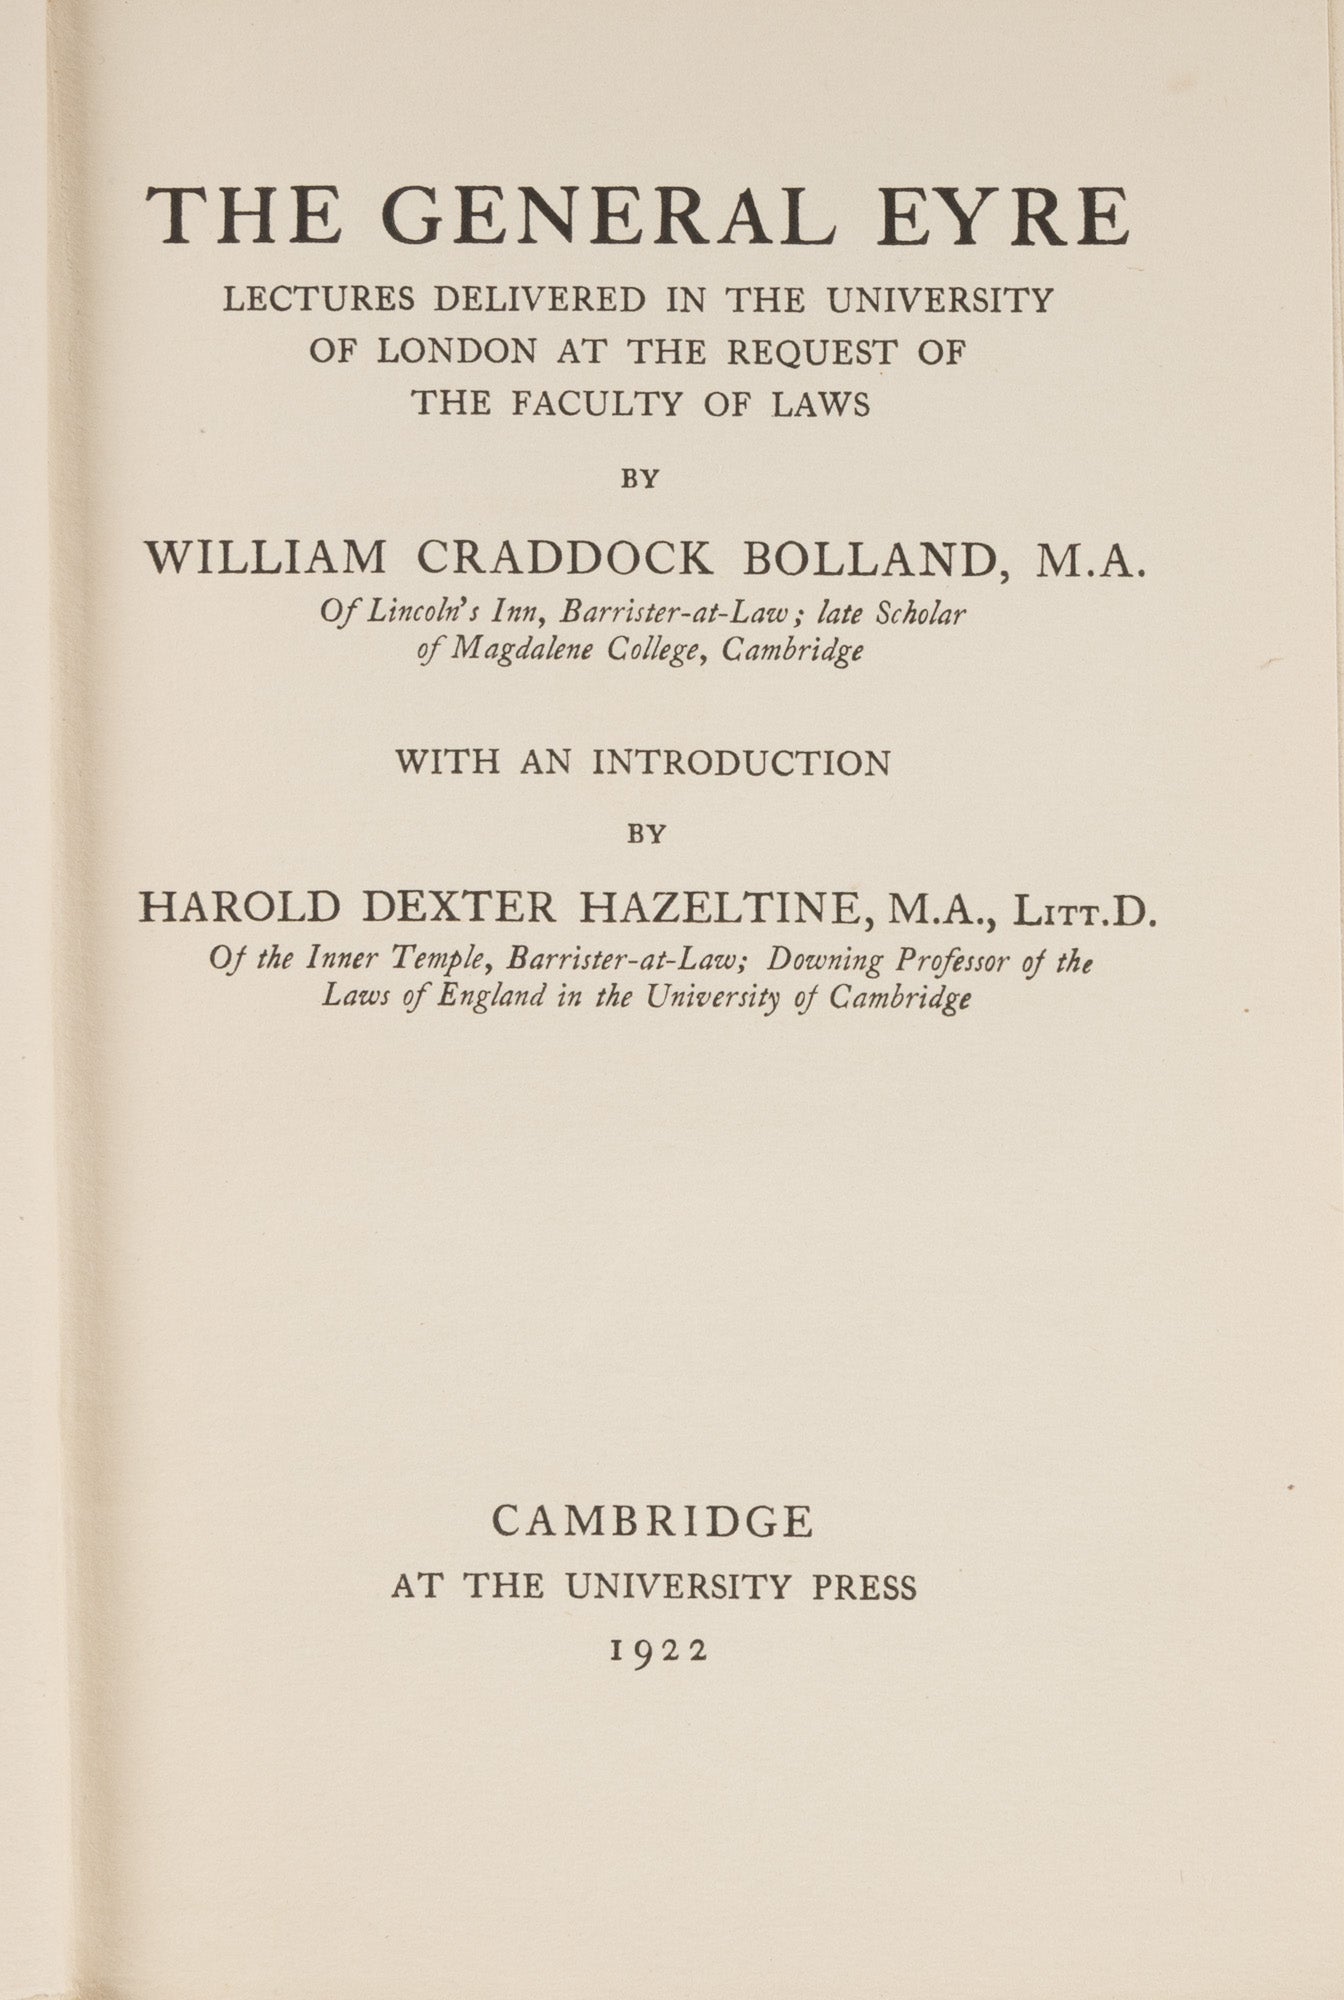 THE GENERAL EYRE
LECTURES DELIVERED IN THE UNIVERSITY
OF LONDON AT THE REQUEST OF
THE FACULTY OF LAWS
BY
WILLIAM CRADDOCK BOLLAND, M.A.
Of Lincoln's Inn, Barrister-at-Law; late Scholar
of Magdalene College, Cambridge
WITH AN INTRODUCTION
BY
HAROLD DEXTER HAZELTINE, M.A., LITT.D.
Of the Inner Temple, Barrister-at-Law; Downing Professor of the
Laws of England in the University of Cambridge
CAMBRIDGE
AT THE UNIVERSITY PRESS
1922